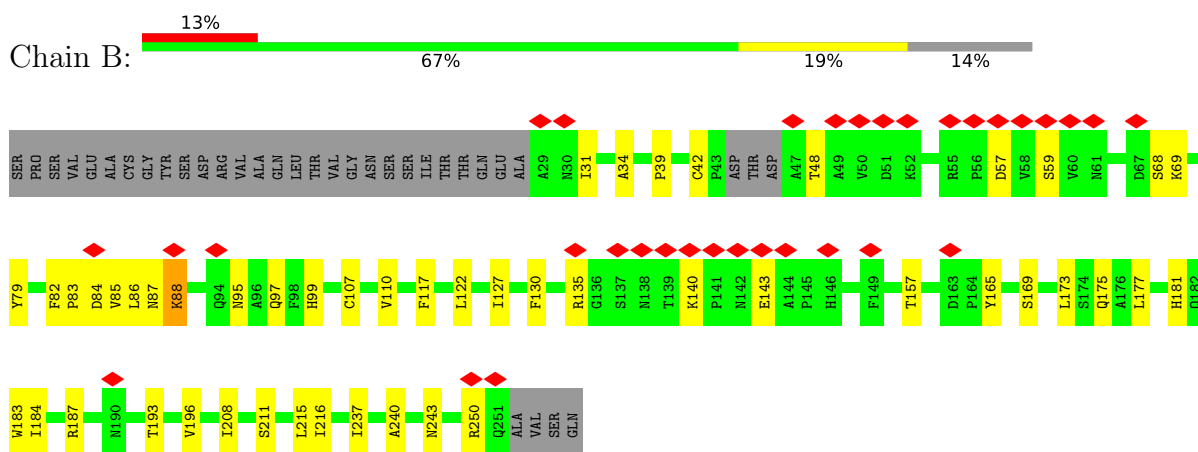 13%
Chain B:
67% 19% 14%
SER PRO SER VAL GLU ALA CYS GLY TYR SER ASP ARG VAL ALA GLN LEU THR VAL GLY ASN SER SER ILE THR THR GLN GLU ALA A29 N30 I31 A34 P39 C42 P43 ASP THR ASP A47 T48 A49 V50 D51 K52 R55 P56 D57 V58 S59 V60 N61 D67 S68 K69
Y79 F82 P83 D84 V85 L86 N87 K88 Q94 N95 A96 Q97 F98 H99 C107 V110 F117 L122 I127 F130 R135 G136 S137 N138 T139 K140 P141 N142 E143 A144 P145 H146 F149 T157 D163 P164 Y165 S169 L173 S174 Q175 A176 L177 H181 Q182
W183 I184 R187 N190 T193 V196 I208 S211 L215 I216 I237 A240 N243 R250 Q251 ALA VAL SER GLN